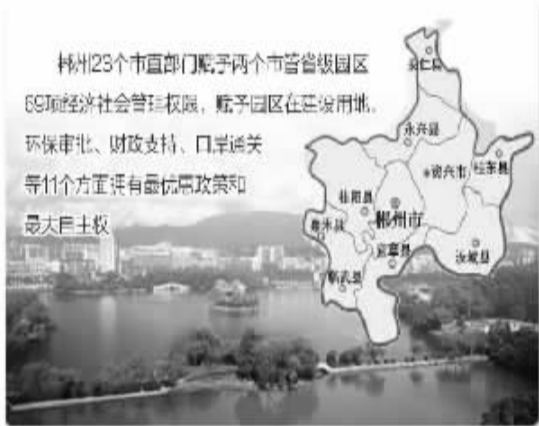 郴州23个市直部门赋予两个市管省级园区
69项经济社会管理权限，赋予园区在建设用地、
环保审批、财政支持、口岸通关
等11个方面拥有最优惠政策和
最大自主权
安仁县
永兴县
资兴市
桂东县
桂阳县
郴州市
嘉禾县
宜章县
汝城县
临武县